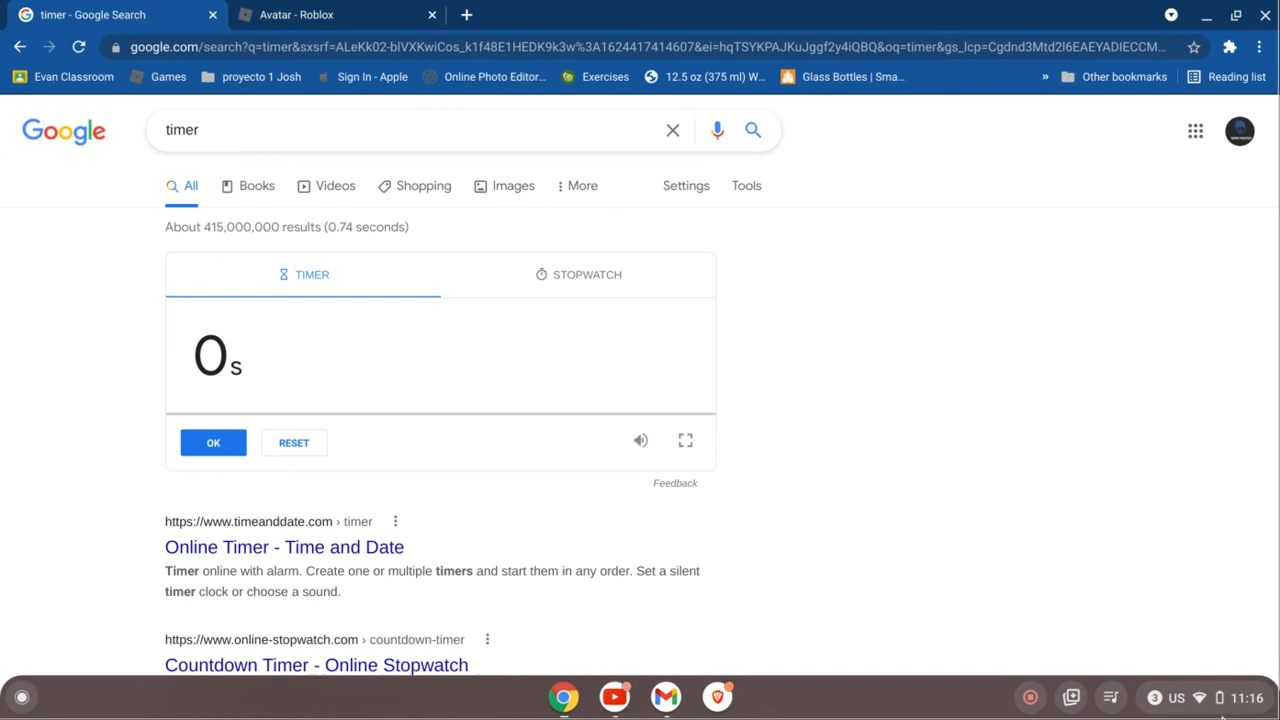 timer - Google Search
Avatar - Roblox
google.com/search?q=timer&sxsrf=ALeKk02-blVXKwiCos_k1f48E1HEDK9k3w%3A1624417414607&ei=hqTSYKPAJKuJggf2y4iQBQ&oq=timer&gs_lcp=Cgdnd3Mtd2l6EAEYADIECCM...
Evan Classroom
Games
proyecto 1 Josh
Sign In - Apple
Online Photo Editor...
Exercises
12.5 oz (375 ml) W...
Glass Bottles | Sma...
»
Other bookmarks
Reading list
Google
timer
All
Books
Videos
Shopping
Images
More
Settings
Tools
About 415,000,000 results (0.74 seconds)
TIMER
STOPWATCH
0s
OK
RESET
Feedback
https://www.timeanddate.com › timer
Online Timer - Time and Date
Timer online with alarm. Create one or multiple timers and start them in any order. Set a silent
timer clock or choose a sound.
https://www.online-stopwatch.com › countdown-timer
Countdown Timer - Online Stopwatch
3 US 11:16